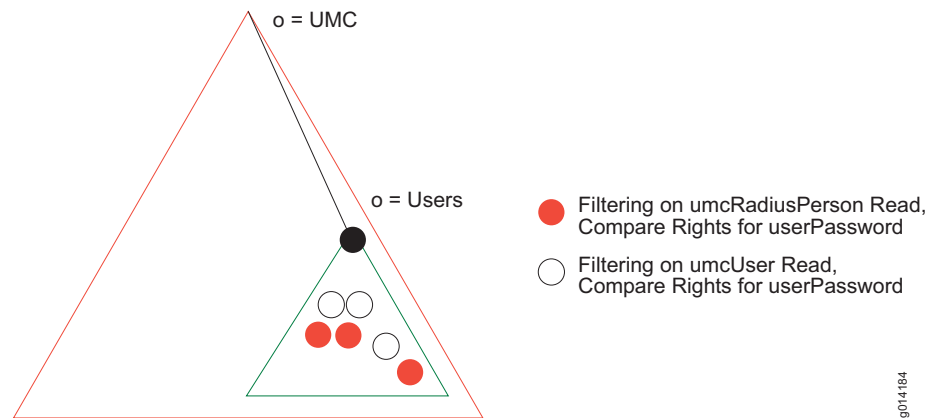 o = UMC
o = Users
Filtering on umcRadiusPerson Read,
Compare Rights for userPassword
Filtering on umcUser Read,
Compare Rights for userPassword
g014184